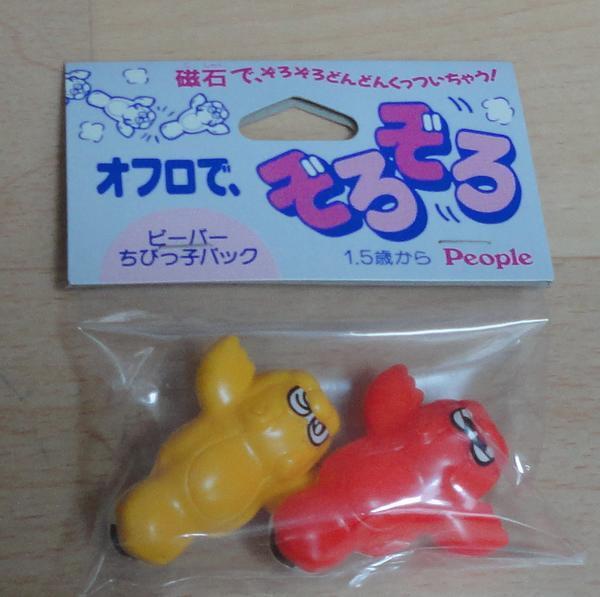 磁石で、ぞろぞろどんどんくっついちゃう!
オフロで、ぞろぞろ
ビーバー
ちびっ子パック
1.5歳から People